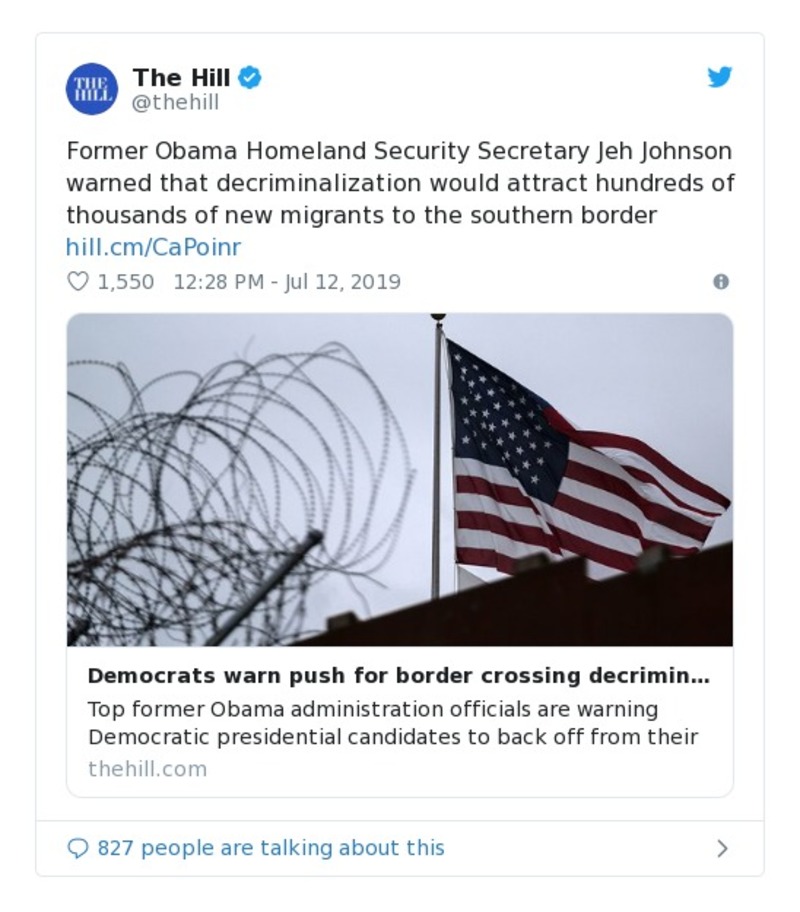 THE
HILL
The Hill
@thehill
Former Obama Homeland Security Secretary Jeh Johnson
warned that decriminalization would attract hundreds of
thousands of new migrants to the southern border
hill.cm/CaPoinr
1,550 12:28 PM - Jul 12, 2019
Democrats warn push for border crossing decrimin...
Top former Obama administration officials are warning
Democratic presidential candidates to back off from their
thehill.com
827 people are talking about this